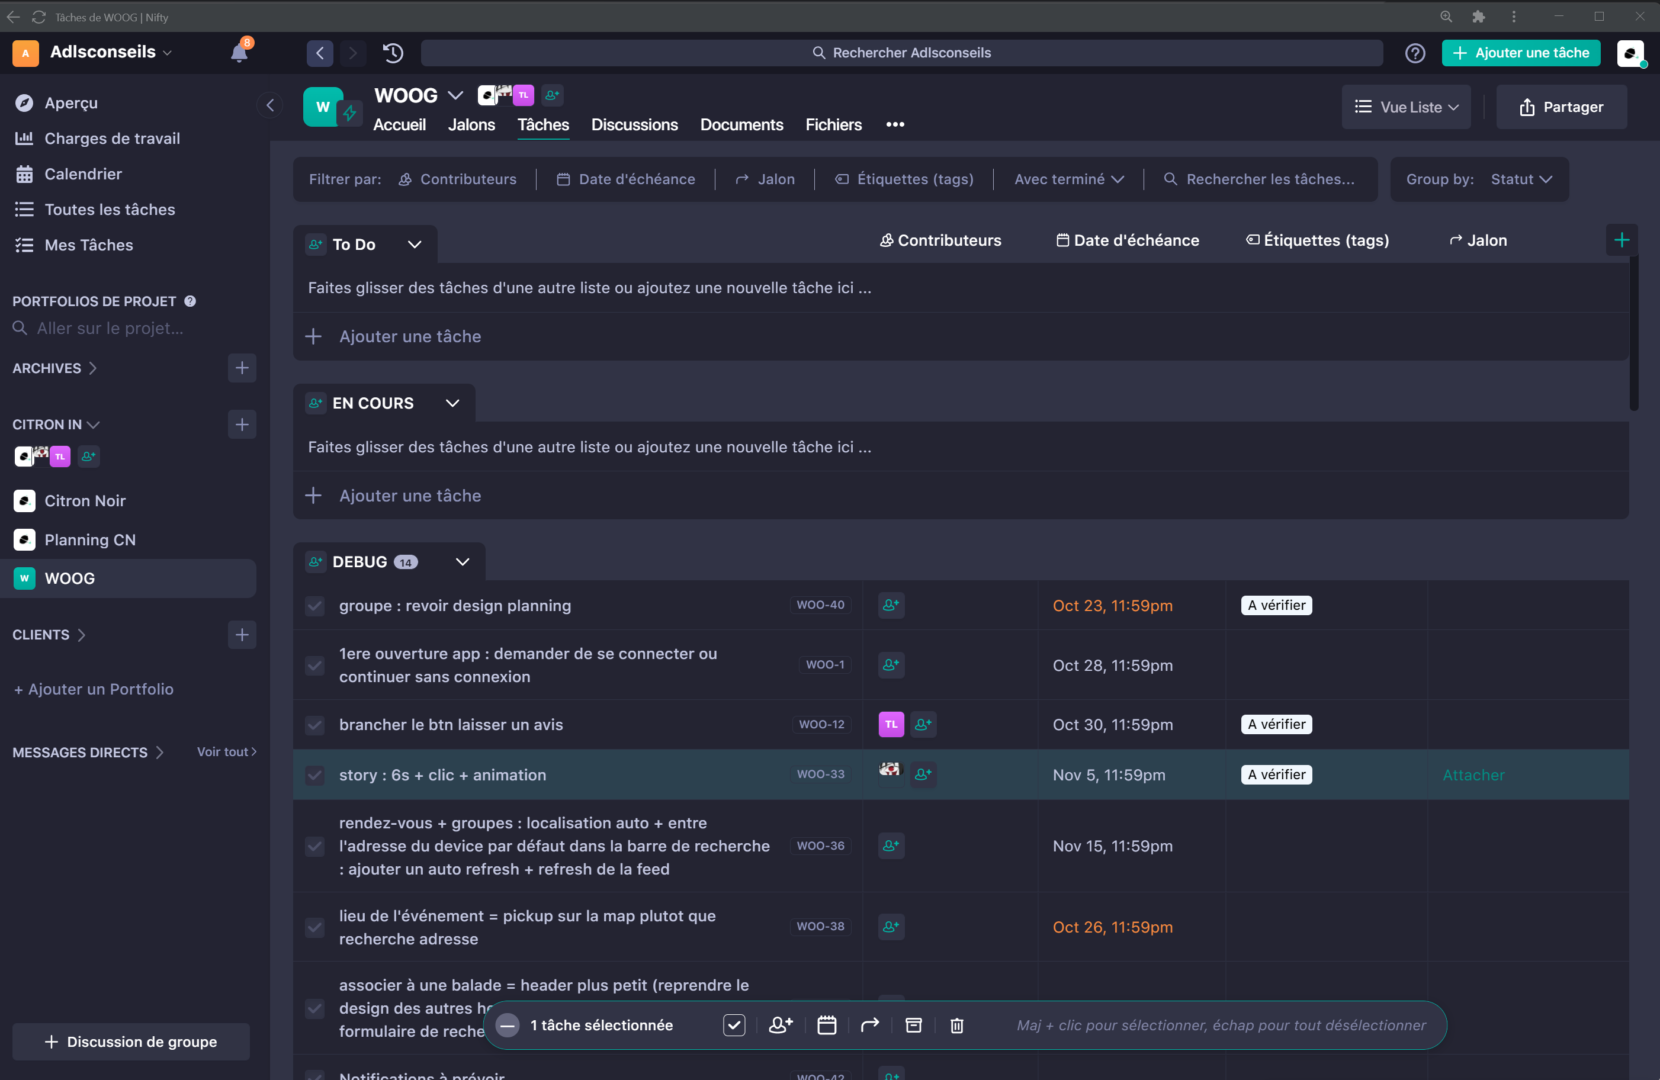 Tâches de WOOG | Nifty
A
Adlsconseils
8
Rechercher Adlsconseils
Ajouter une tâche
Aperçu
Charges de travail
Calendrier
Toutes les tâches
Mes Tâches
PORTFOLIOS DE PROJET
Aller sur le projet...
ARCHIVES
CITRON IN
TL
Citron Noir
Planning CN
W
WOOG
CLIENTS
+ Ajouter un Portfolio
MESSAGES DIRECTS
Voir tout
Discussion de groupe
W
WOOG
TL
Accueil
Jalons
Tâches
Discussions
Documents
Fichiers
Vue Liste
Partager
Filtrer par:
Contributeurs
Date d'échéance
Jalon
Étiquettes (tags)
Avec terminé
Rechercher les tâches...
Group by:
Statut
To Do
Contributeurs
Date d'échéance
Étiquettes (tags)
Jalon
Faites glisser des tâches d'une autre liste ou ajoutez une nouvelle tâche ici ...
Ajouter une tâche
EN COURS
Faites glisser des tâches d'une autre liste ou ajoutez une nouvelle tâche ici ...
Ajouter une tâche
DEBUG 14
groupe : revoir design planning
WOO-40
Oct 23, 11:59pm
A vérifier
1ere ouverture app : demander de se connecter ou
continuer sans connexion
WOO-1
Oct 28, 11:59pm
brancher le btn laisser un avis
WOO-12
TL
Oct 30, 11:59pm
A vérifier
story : 6s + clic + animation
WOO-33
Nov 5, 11:59pm
A vérifier
Attacher
rendez-vous + groupes : localisation auto + entre
l'adresse du device par défaut dans la barre de recherche
: ajouter un auto refresh + refresh de la feed
WOO-36
Nov 15, 11:59pm
lieu de l'événement = pickup sur la map plutot que
recherche adresse
WOO-38
Oct 26, 11:59pm
associer à une balade = header plus petit (reprendre le
design des autres
formulaire de
1 tâche sélectionnée
Maj + clic pour sélectionner, échap pour tout désélectionner
Notifications à prévoir
WOO-42